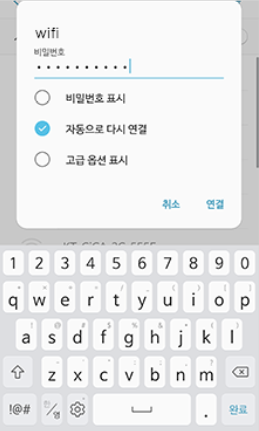 wifi
비밀번호
••••••••••
비밀번호 표시
자동으로 다시 연결
고급 옵션 표시
취소 연결
1 2 3 4 5 6 7 8 9 0
q w e r t y u i o p
a s d f g h j k l
z x c v b n m
!@# 한/영 . 완료